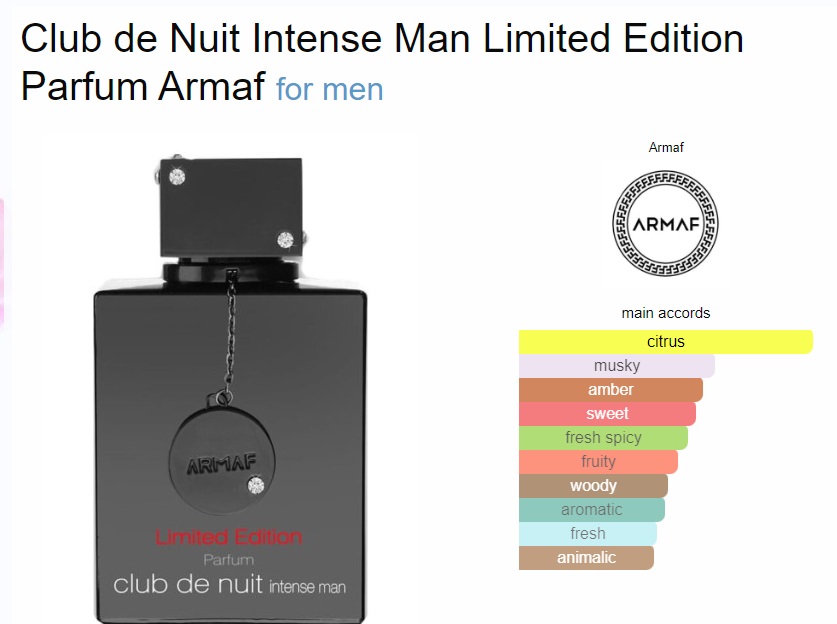 Club de Nuit Intense Man Limited Edition
Parfum Armaf for men
Armaf
ARMAF
main accords
citrus
musky
amber
sweet
fresh spicy
fruity
woody
aromatic
fresh
animalic
ARMAF
Limited Edition
Parfum
club de nuit intense man